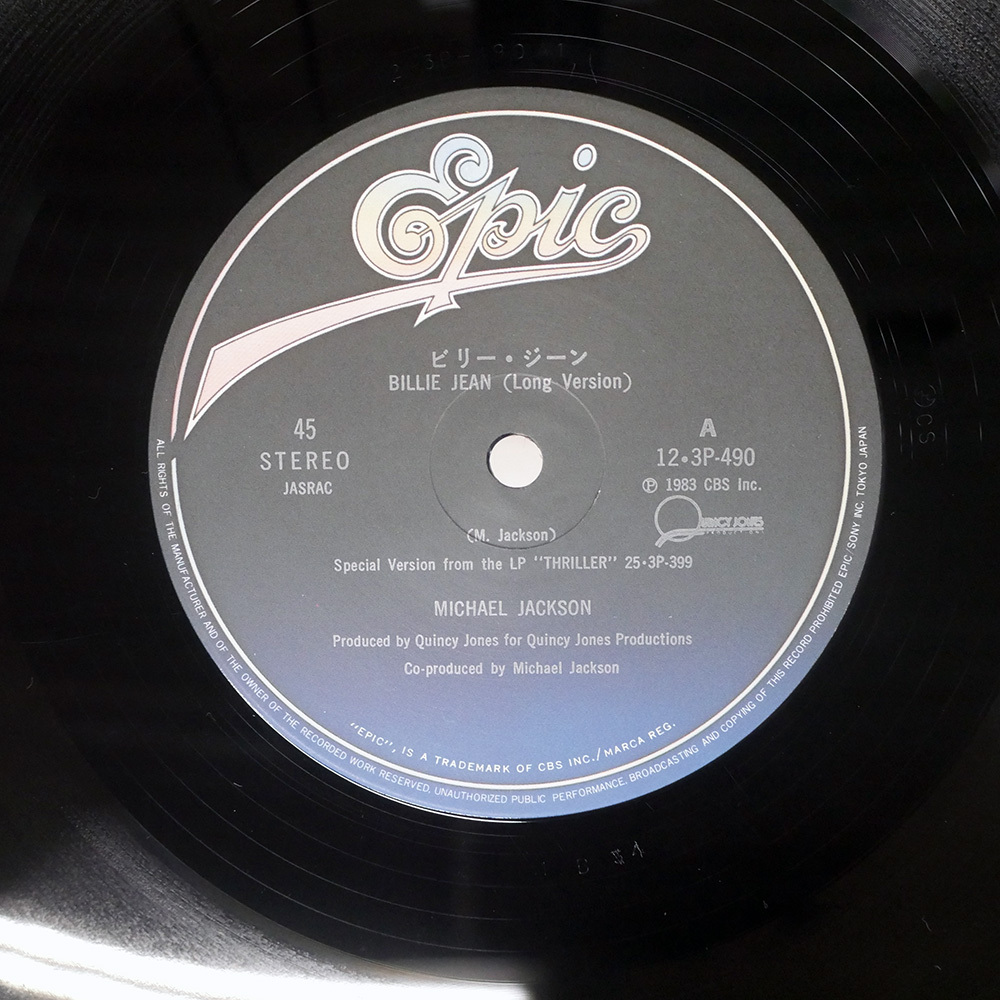 Epic
ビリー・ジーン
BILLIE JEAN (Long Version)
45
STEREO
JASRAC
A
12・3P-490
Ⓟ 1983 CBS Inc.
QUINCY JONES
PRODUCTIONS
(M. Jackson)
Special Version from the LP "THRILLER" 25・3P-399
MICHAEL JACKSON
Produced by Quincy Jones for Quincy Jones Productions
Co-produced by Michael Jackson
"EPIC", IS A TRADEMARK OF CBS INC./MARCA REG.
ALL RIGHTS OF THE MANUFACTURER AND OF THE OWNER OF THE RECORDED WORK RESERVED. UNAUTHORIZED PUBLIC PERFORMANCE, BROADCASTING AND COPYING OF THIS RECORD PROHIBITED EPIC/SONY INC. TOKYO JAPAN